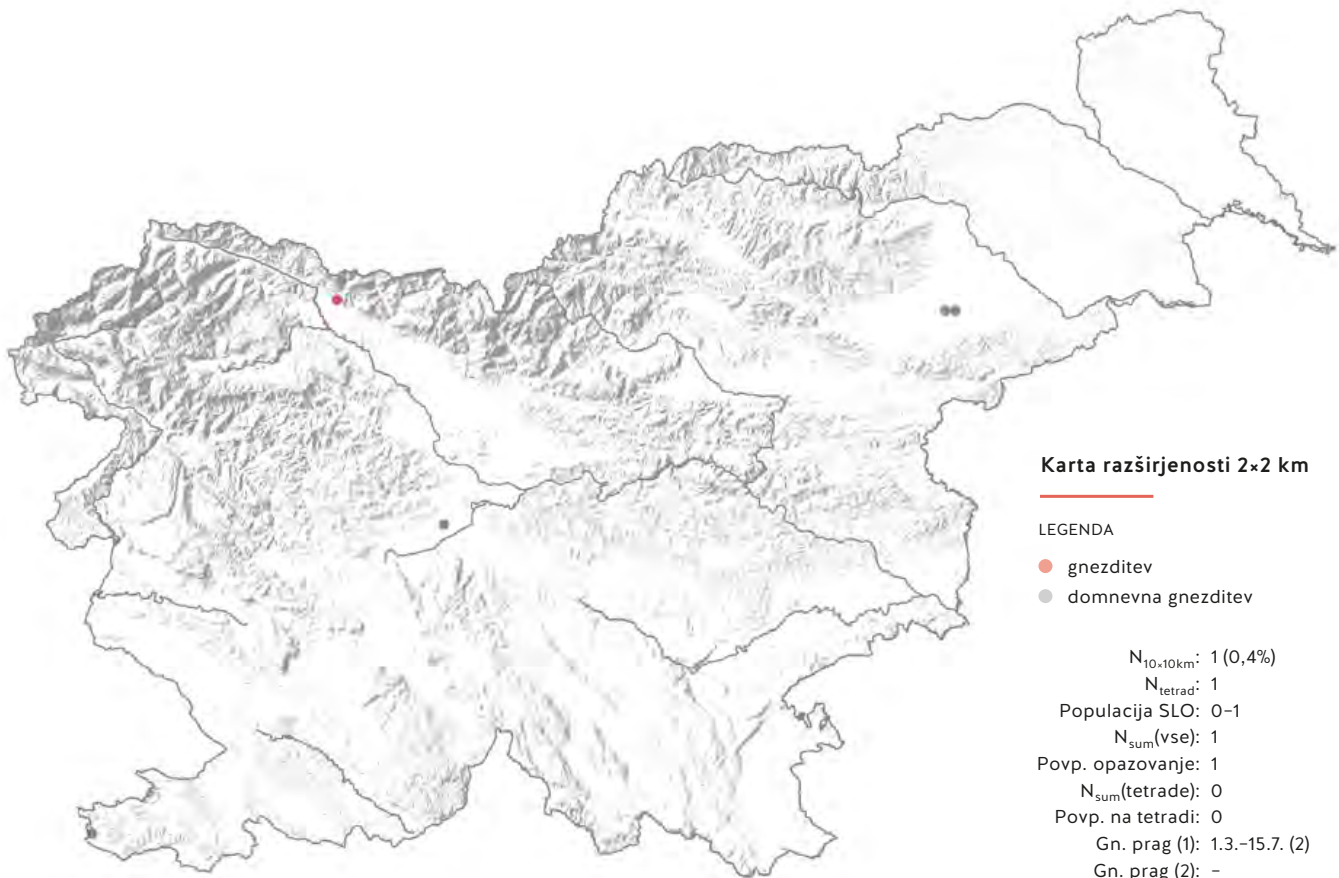 Karta razširjenosti 2×2 km
LEGENDA
gnezditev
domnevna gnezditev
N10×10km: 1 (0,4%)
Ntetrad: 1
Populacija SLO: 0–1
Nsum(vse): 1
Povp. opazovanje: 1
Nsum(tetrade): 0
Povp. na tetradi: 0
Gn. prag (1): 1.3.–15.7. (2)
Gn. prag (2): –